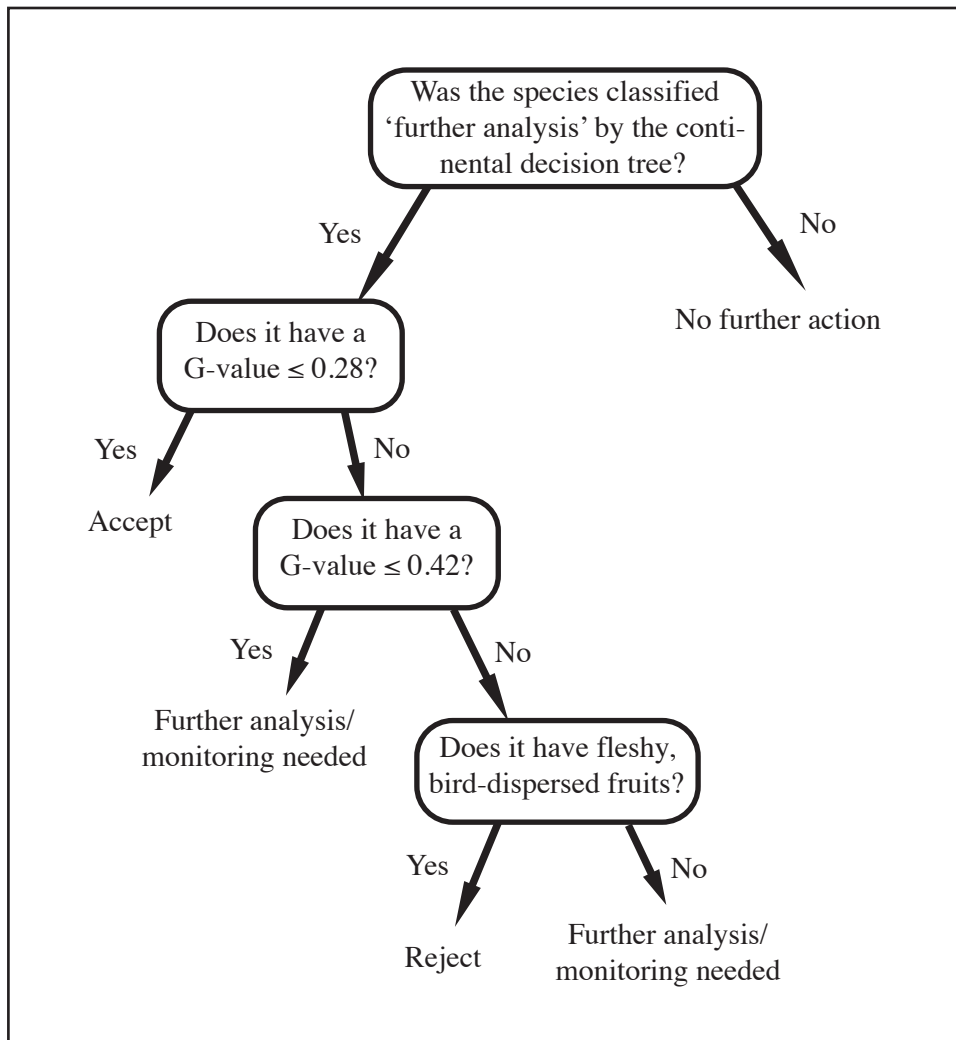 Was the species classified
‘further analysis’ by the conti-
nental decision tree?
Yes
No
Does it have a
G-value ≤ 0.28?
No further action
Yes
No
Accept
Does it have a
G-value ≤ 0.42?
Yes
No
Further analysis/
monitoring needed
Does it have fleshy,
bird-dispersed fruits?
Yes
No
Reject
Further analysis/
monitoring needed